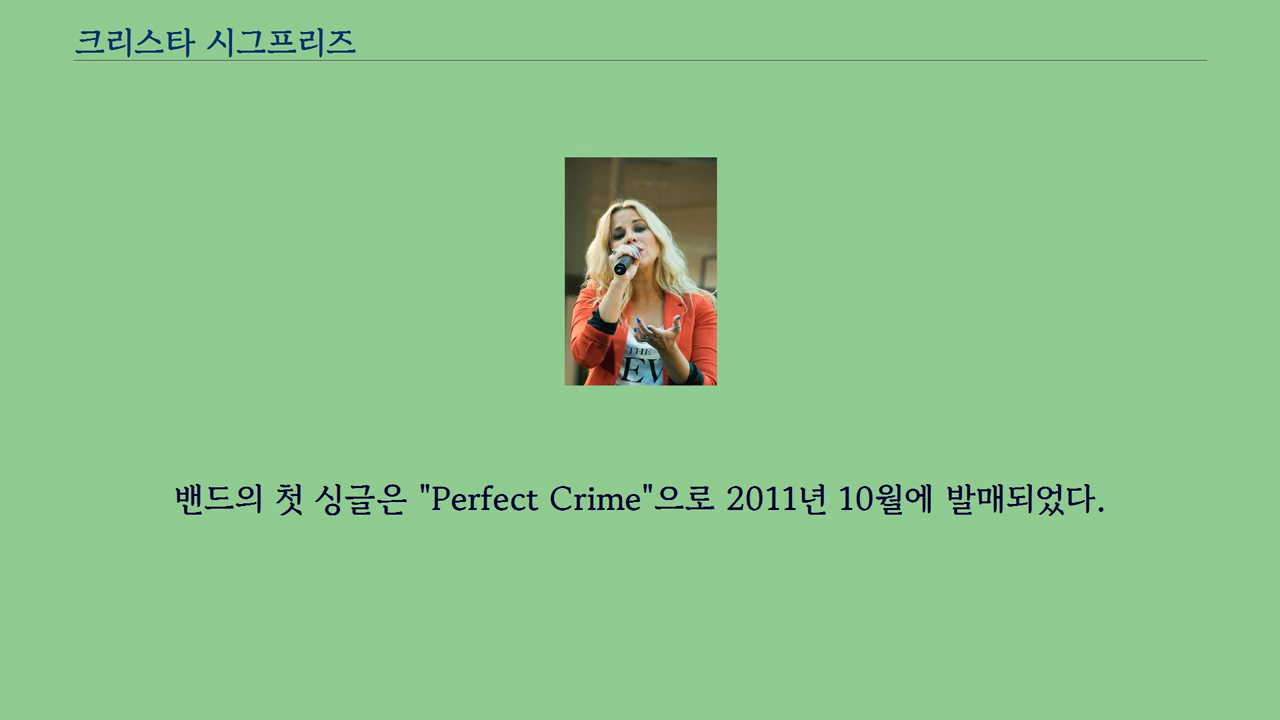 크리스타 시그프리즈
THE
밴드의 첫 싱글은 "Perfect Crime"으로 2011년 10월에 발매되었다.